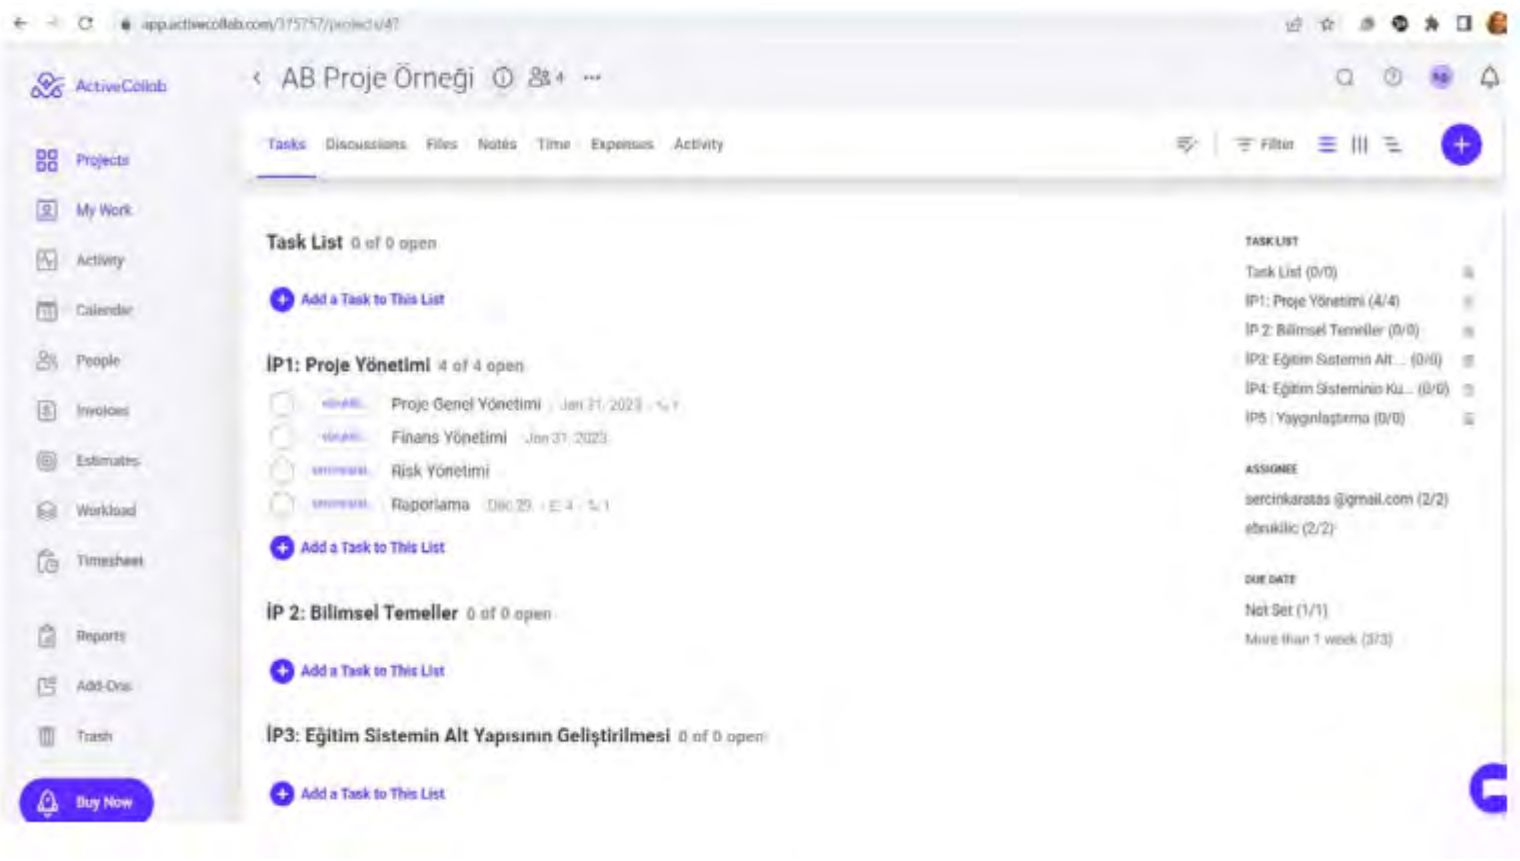 app.activecollab.com/375757/projects/47
ActiveCollab
AB Proje Örneği 4
Tasks Discussions Files Notes Time Expenses Activity
Filter
Projects
My Work
Activity
Calendar
People
Invoices
Estimates
Workload
Timesheet
Reports
Add-Ons
Trash
Buy Now
Task List 0 of 0 open
Add a Task to This List
İP1: Proje Yönetimi 4 of 4 open
Proje Genel Yönetimi Jan 31, 2023 1
Finans Yönetimi Jan 31, 2023
Risk Yönetimi
Raporlama Dec 29 4 1
Add a Task to This List
İP 2: Bilimsel Temeller 0 of 0 open
Add a Task to This List
İP3: Eğitim Sistemin Alt Yapısının Geliştirilmesi 0 of 0 open
Add a Task to This List
TASK LIST
Task List (0/0)
İP1: Proje Yönetimi (4/4)
İP 2: Bilimsel Temeller (0/0)
İP3: Eğitim Sistemin Alt ... (0/0)
İP4: Eğitim Sisteminin Ku... (0/0)
İP5 : Yaygınlaştırma (0/0)
ASSIGNEE
sercinkaratas @gmail.com (2/2)
ebrukilic (2/2)
DUE DATE
Not Set (1/1)
More than 1 week (3/3)